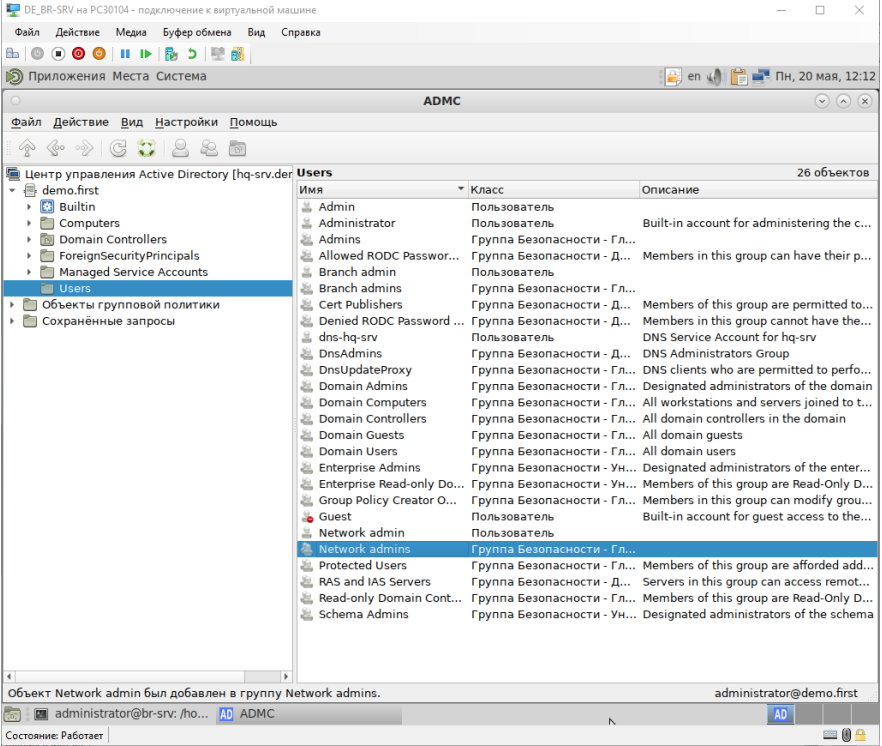 DE_BR-SRV на PC30104 - подключение к виртуальной машине
Файл Действие Медиа Буфер обмена Вид Справка
Приложения Места Система en Пн, 20 мая, 12:12
ADMC
Файл Действие Вид Настройки Помощь
Центр управления Active Directory [hq-srv.der
demo.first
Builtin
Computers
Domain Controllers
ForeignSecurityPrincipals
Managed Service Accounts
Users
Объекты групповой политики
Сохранённые запросы
Users 26 объектов
Имя Класс Описание
Admin Пользователь
Administrator Пользователь Built-in account for administering the c...
Admins Группа Безопасности - Гл...
Allowed RODC Passwor... Группа Безопасности - Д... Members in this group can have their p...
Branch admin Пользователь
Branch admins Группа Безопасности - Гл...
Cert Publishers Группа Безопасности - Д... Members of this group are permitted to...
Denied RODC Password ... Группа Безопасности - Д... Members in this group cannot have the...
dns-hq-srv Пользователь DNS Service Account for hq-srv
DnsAdmins Группа Безопасности - Д... DNS Administrators Group
DnsUpdateProxy Группа Безопасности - Гл... DNS clients who are permitted to perfo...
Domain Admins Группа Безопасности - Гл... Designated administrators of the domain
Domain Computers Группа Безопасности - Гл... All workstations and servers joined to t...
Domain Controllers Группа Безопасности - Гл... All domain controllers in the domain
Domain Guests Группа Безопасности - Гл... All domain guests
Domain Users Группа Безопасности - Гл... All domain users
Enterprise Admins Группа Безопасности - Ун... Designated administrators of the enter...
Enterprise Read-only Do... Группа Безопасности - Ун... Members of this group are Read-Only D...
Group Policy Creator O... Группа Безопасности - Гл... Members in this group can modify grou...
Guest Пользователь Built-in account for guest access to the...
Network admin Пользователь
Network admins Группа Безопасности - Гл...
Protected Users Группа Безопасности - Гл... Members of this group are afforded add...
RAS and IAS Servers Группа Безопасности - Д... Servers in this group can access remot...
Read-only Domain Cont... Группа Безопасности - Гл... Members of this group are Read-Only D...
Schema Admins Группа Безопасности - Ун... Designated administrators of the schema
Объект Network admin был добавлен в группу Network admins. administrator@demo.first
administrator@br-srv: /ho... AD ADMC AD
Состояние: Работает